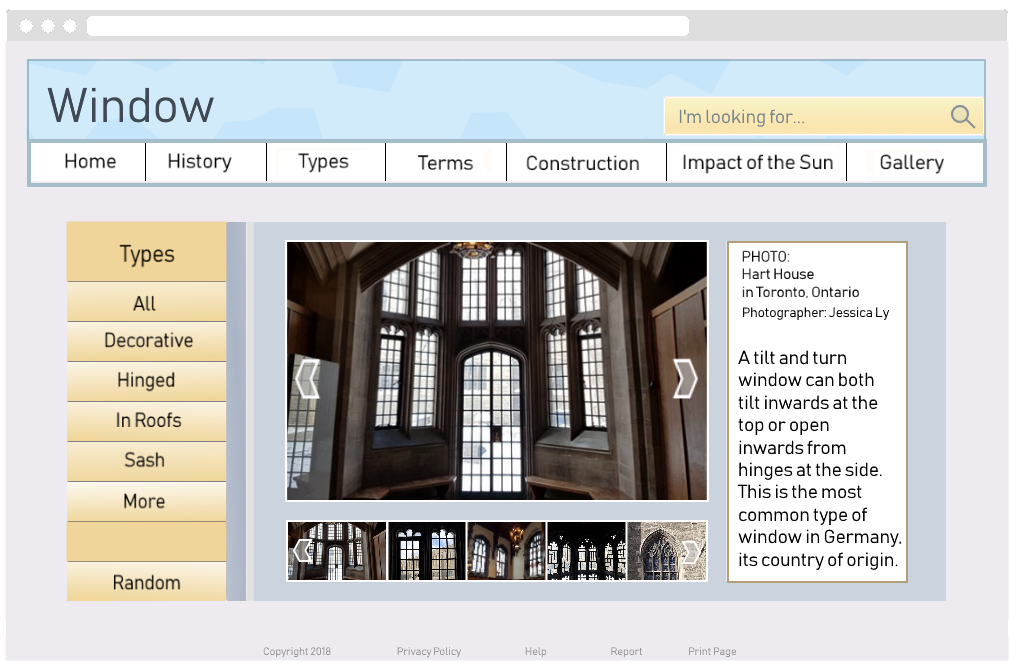 Window
I'm looking for...
Home History Types Terms Construction Impact of the Sun Gallery
Types
All
Decorative
Hinged
In Roofs
Sash
More
Random
PHOTO:
Hart House
in Toronto, Ontario
Photographer: Jessica Ly
A tilt and turn
window can both
tilt inwards at the
top or open
inwards from
hinges at the side.
This is the most
common type of
window in Germany,
its country of origin.
Copyright 2018 Privacy Policy Help Report Print Page